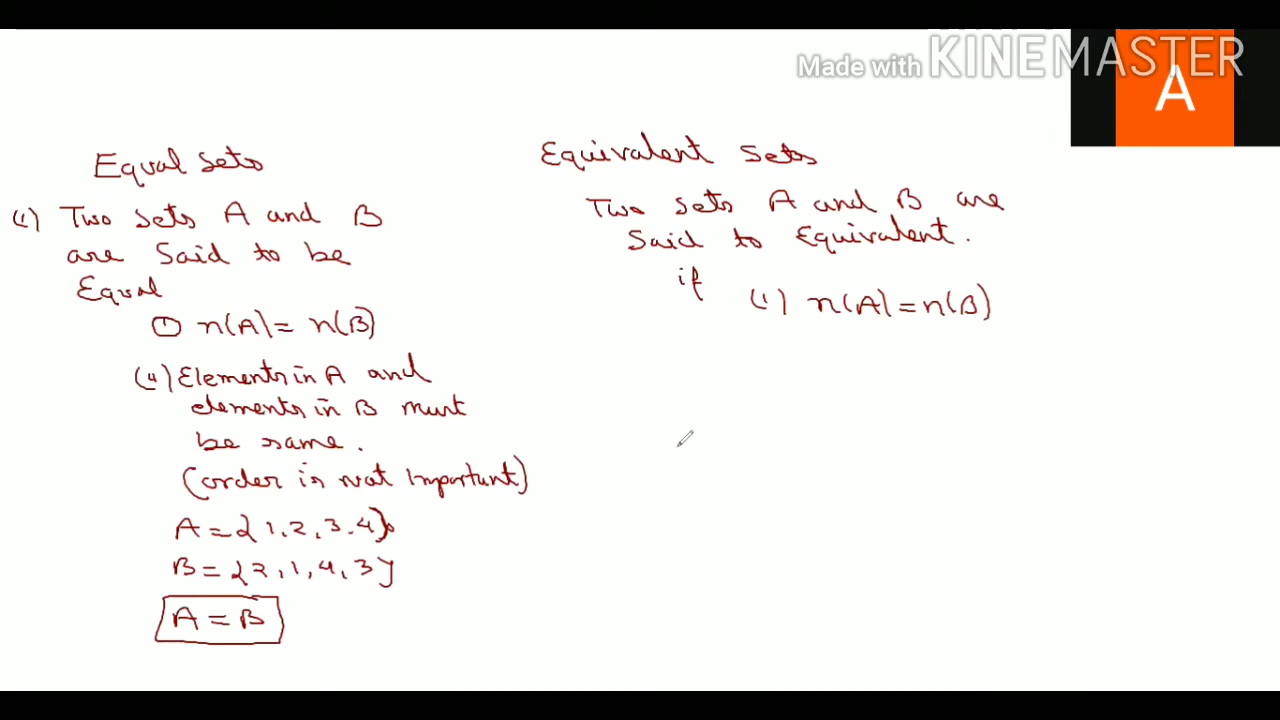 Made with KINEMASTER
A
Equal sets
(1) Two sets A and B
are said to be
Equal
① n(A) = n(B)
(11) Elements in A and
elements in B must
be same.
(order is not important)
A = {1, 2, 3, 4}
B = {2, 1, 4, 3}
A = B
Equivalent sets
Two sets A and B are
said to Equivalent.
if
(1) n(A) = n(B)